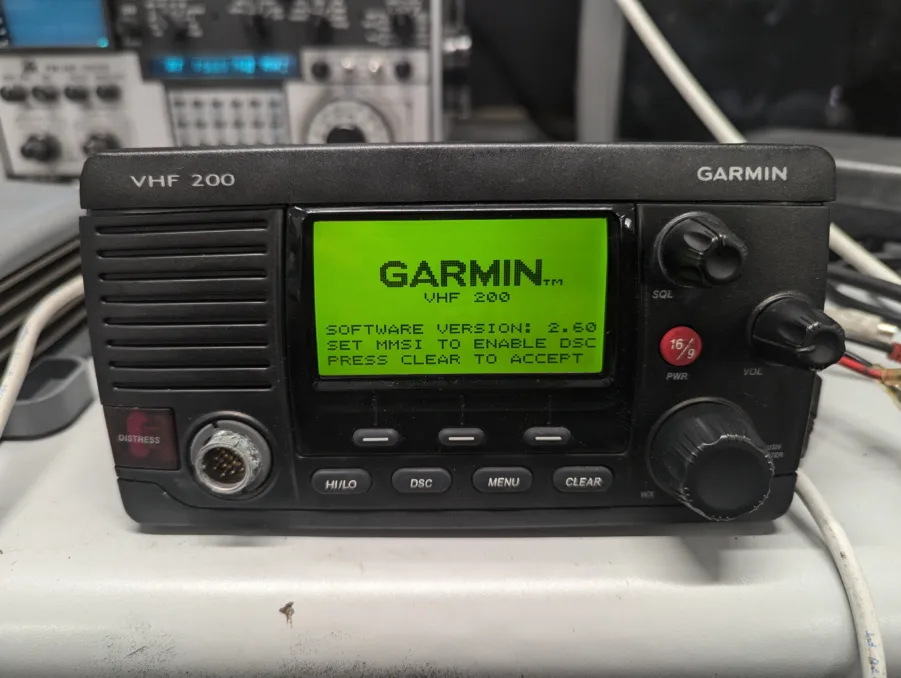 VHF 200
GARMIN
GARMIN™
VHF 200
SOFTWARE VERSION: 2.60
SET MMSI TO ENABLE DSC
PRESS CLEAR TO ACCEPT
SQL
16/9
PWR
VOL
DISTRESS
HI/LO
DSC
MENU
CLEAR
WX